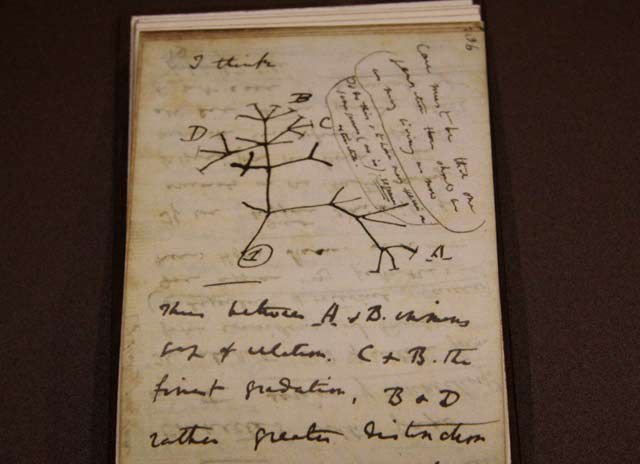 36
I think
Case must be that one
generation then should be
as many living as now
To do this & to have many species in
same genus (as is) requires
extinction.
B
C
D
A
1
Thus between A & B. immens
gap of relation. C & B. the
finest gradation, B & D
rather greater distinction